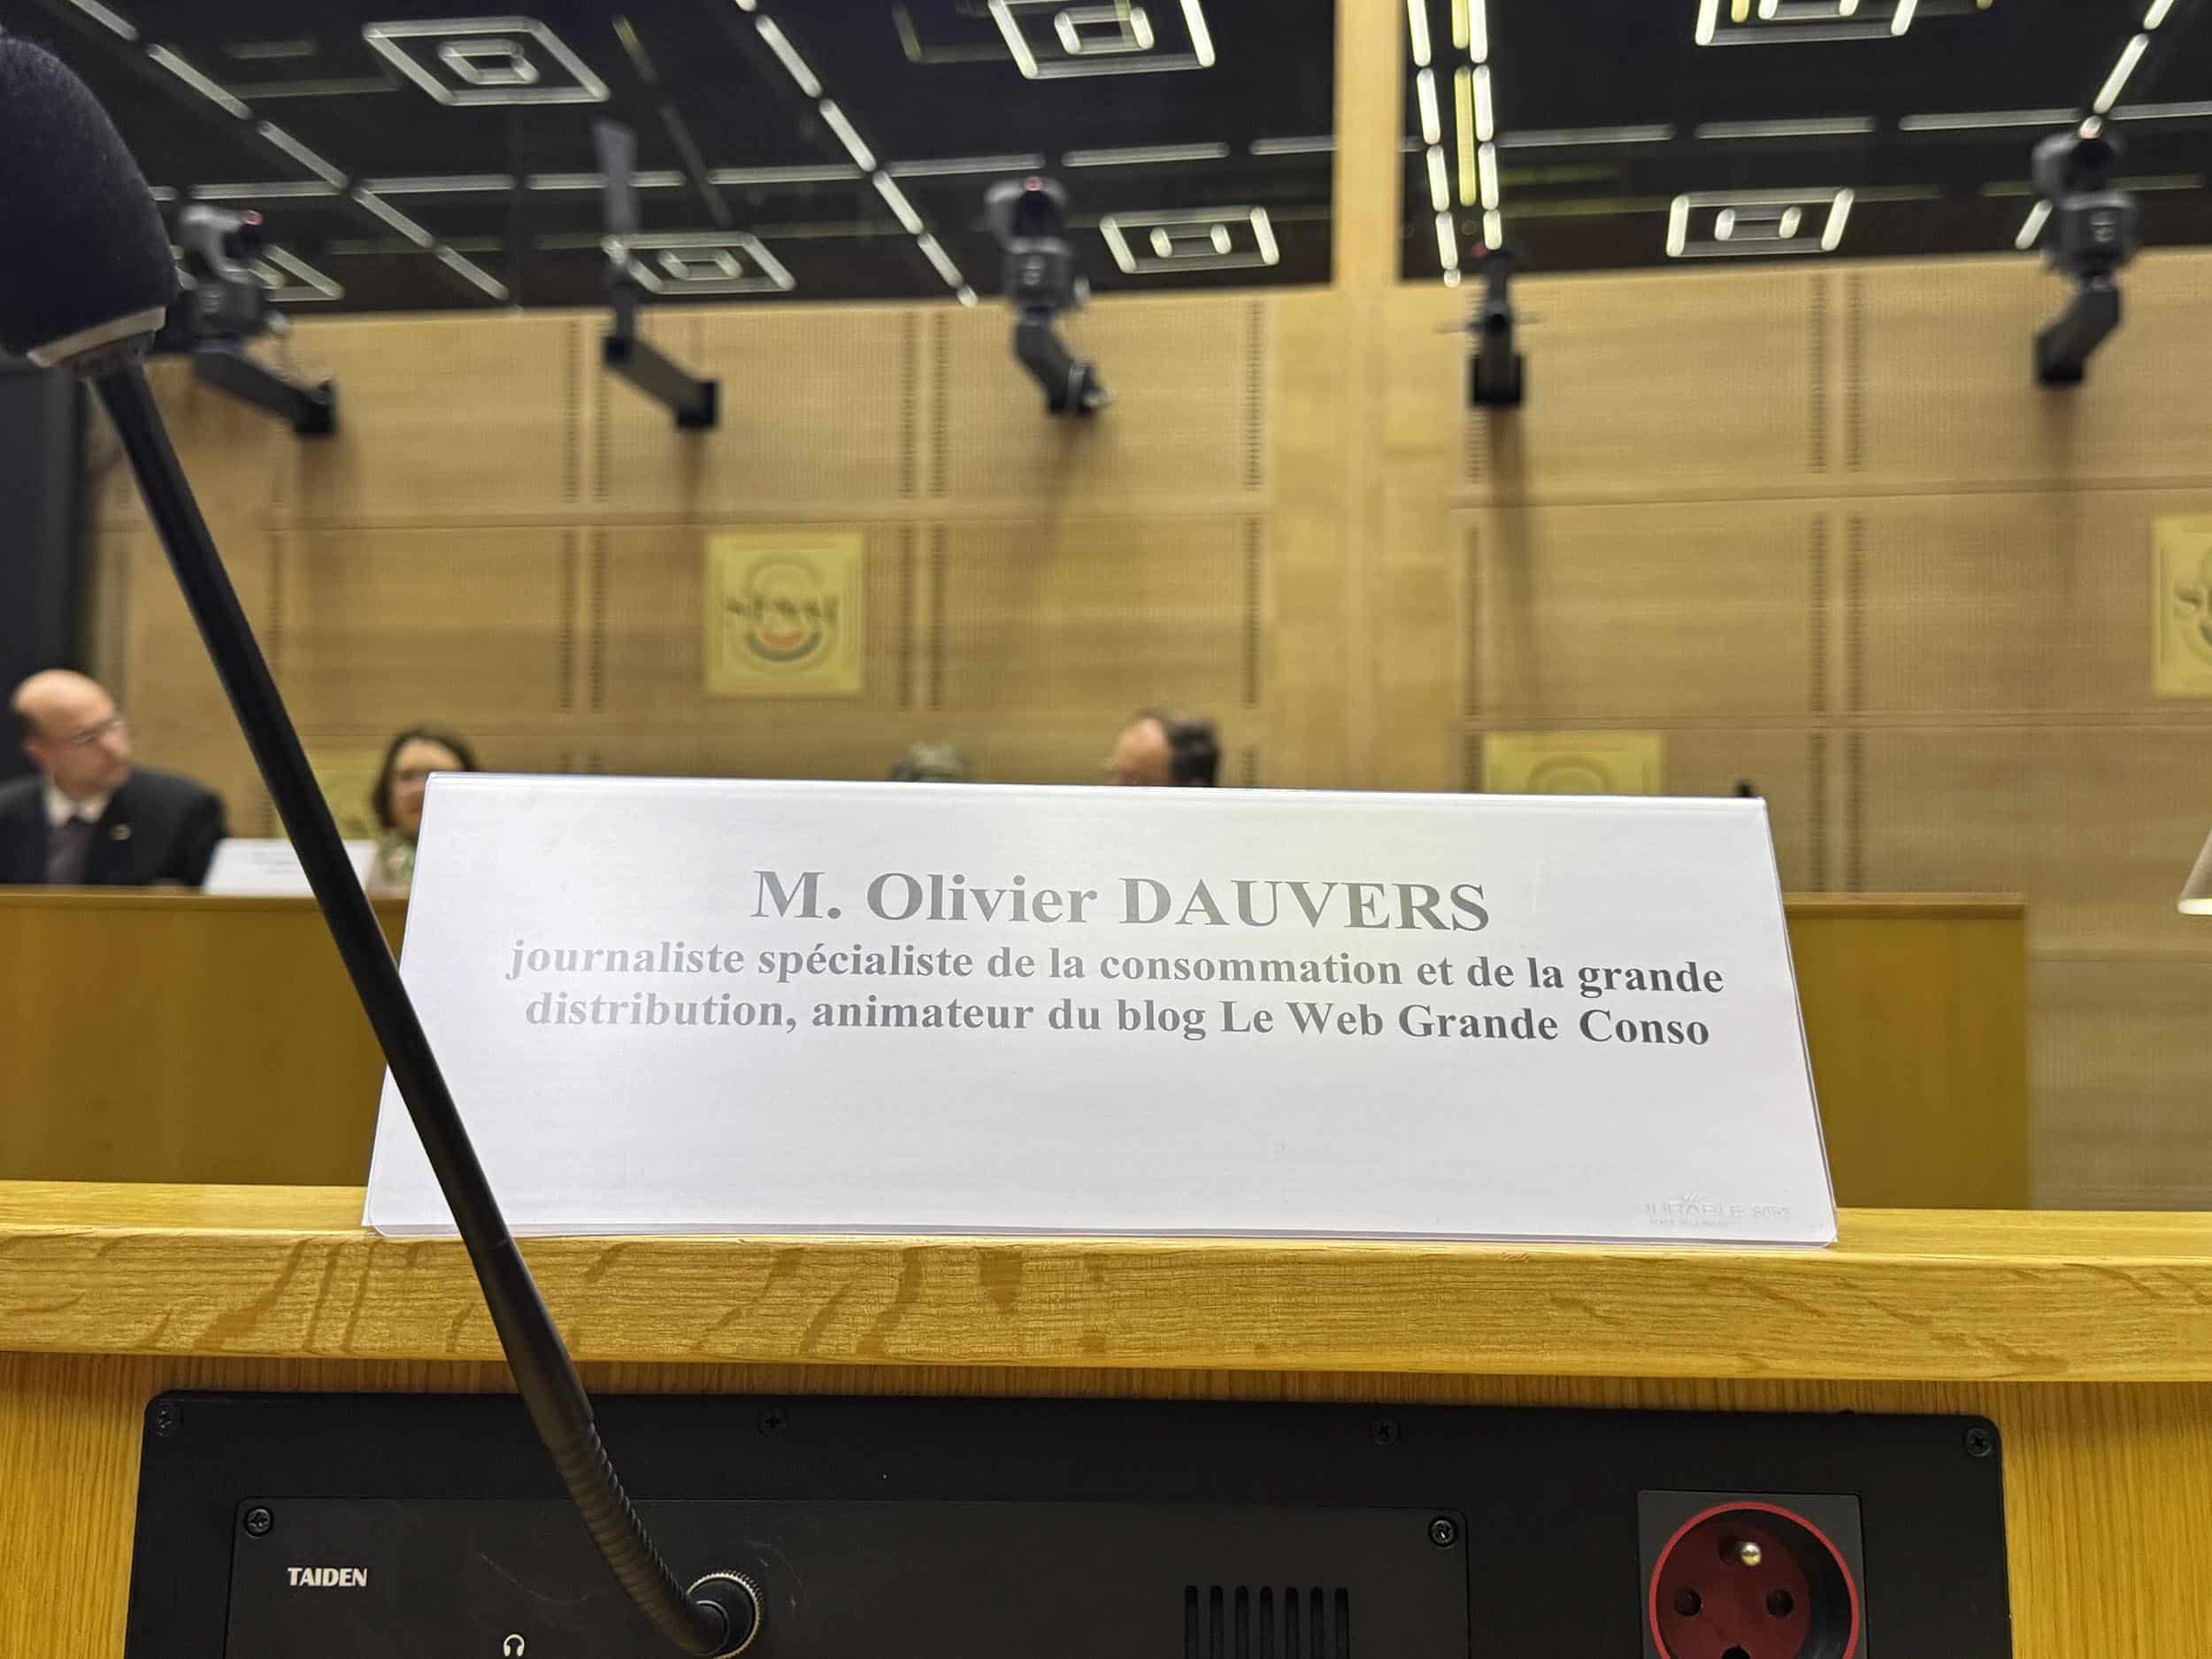 M. Olivier DAUVERS
journaliste spécialiste de la consommation et de la grande
distribution, animateur du blog Le Web Grande Conso
DURABLE
TAIDEN